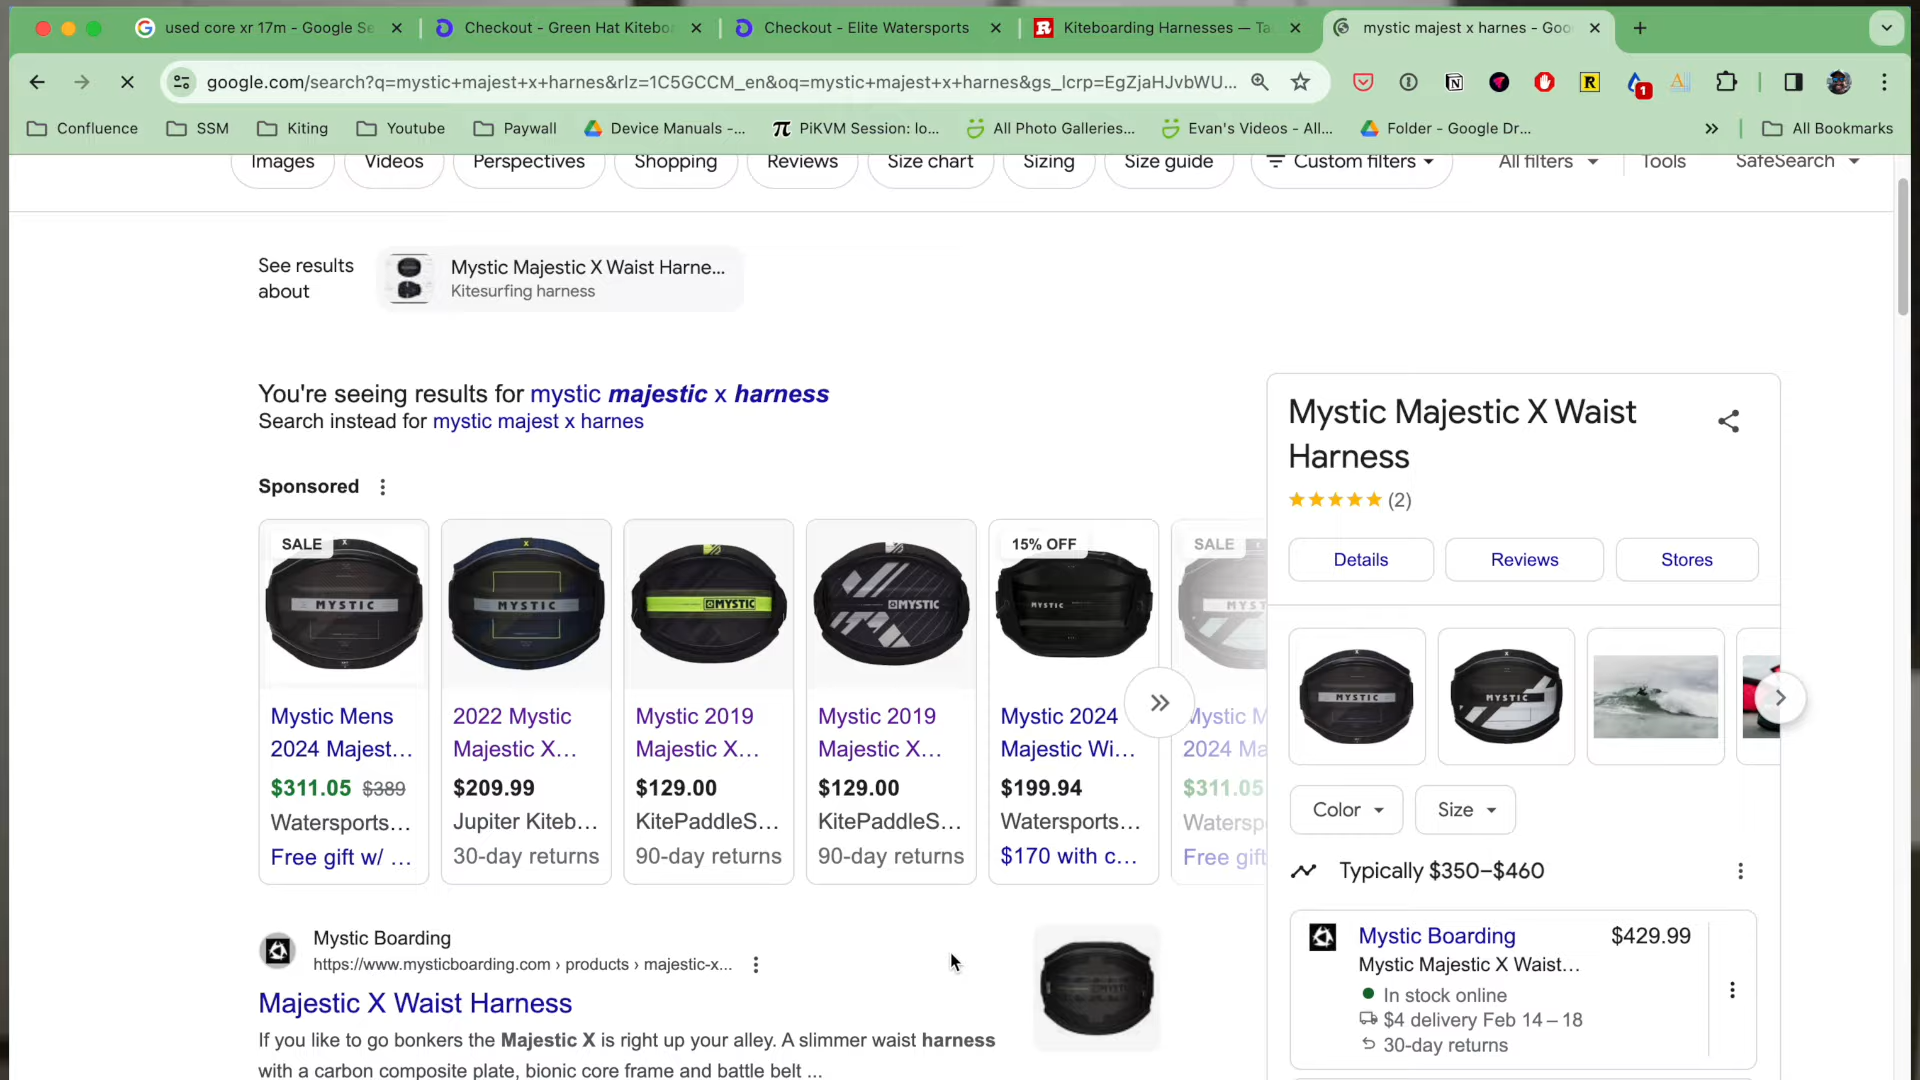 used core xr 17m - Google Se
Checkout - Green Hat Kiteboa
Checkout - Elite Watersports
Kiteboarding Harnesses — Ta
mystic majest x harnes - Goo
google.com/search?q=mystic+majest+x+harnes&rlz=1C5GCCM_en&oq=mystic+majest+x+harnes&gs_lcrp=EgZjaHJvbWU...
1
Confluence
SSM
Kiting
Youtube
Paywall
Device Manuals -...
PiKVM Session: lo...
All Photo Galleries...
Evan's Videos - All...
Folder - Google Dr...
All Bookmarks
Images
Videos
Perspectives
Shopping
Reviews
Size chart
Sizing
Size guide
Custom filters
All filters
Tools
SafeSearch
See results
about
Mystic Majestic X Waist Harne...
Kitesurfing harness
You're seeing results for mystic majestic x harness
Search instead for mystic majest x harnes
Sponsored
SALE
MYSTIC
Mystic Mens
2024 Majest...
$311.05 $389
Watersports...
Free gift w/ ...
MYSTIC
2022 Mystic
Majestic X...
$209.99
Jupiter Kiteb...
30-day returns
MYSTIC
Mystic 2019
Majestic X...
$129.00
KitePaddleS...
90-day returns
MYSTIC
Mystic 2019
Majestic X...
$129.00
KitePaddleS...
90-day returns
15% OFF
MYSTIC
Mystic 2024
Majestic Wi...
$199.94
Watersports...
$170 with c...
SALE
MYST
Mystic M
2024 Ma
$311.05
Watersp
Free gift
Mystic Boarding
https://www.mysticboarding.com › products › majestic-x...
Majestic X Waist Harness
If you like to go bonkers the Majestic X is right up your alley. A slimmer waist harness
with a carbon composite plate, bionic core frame and battle belt ...
Mystic Majestic X Waist
Harness
(2)
Details
Reviews
Stores
MYSTIC
MYSTIC
Color
Size
Typically $350–$460
Mystic Boarding
$429.99
Mystic Majestic X Waist...
In stock online
$4 delivery Feb 14 – 18
30-day returns